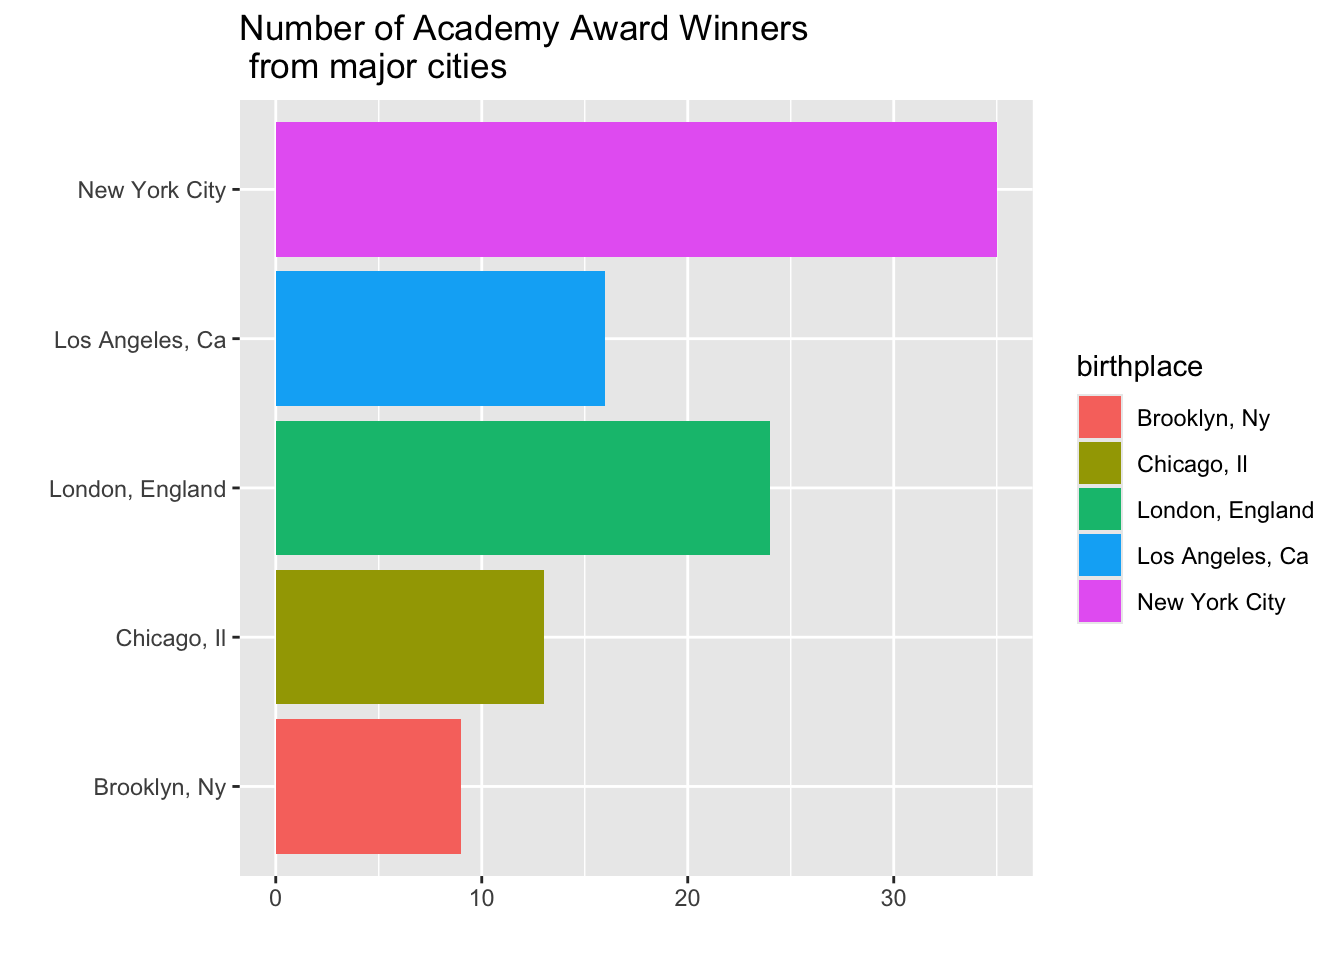 Number of Academy Award Winners
from major cities
New York City
Los Angeles, Ca
London, England
Chicago, Il
Brooklyn, Ny
0 10 20 30
birthplace
Brooklyn, Ny
Chicago, Il
London, England
Los Angeles, Ca
New York City